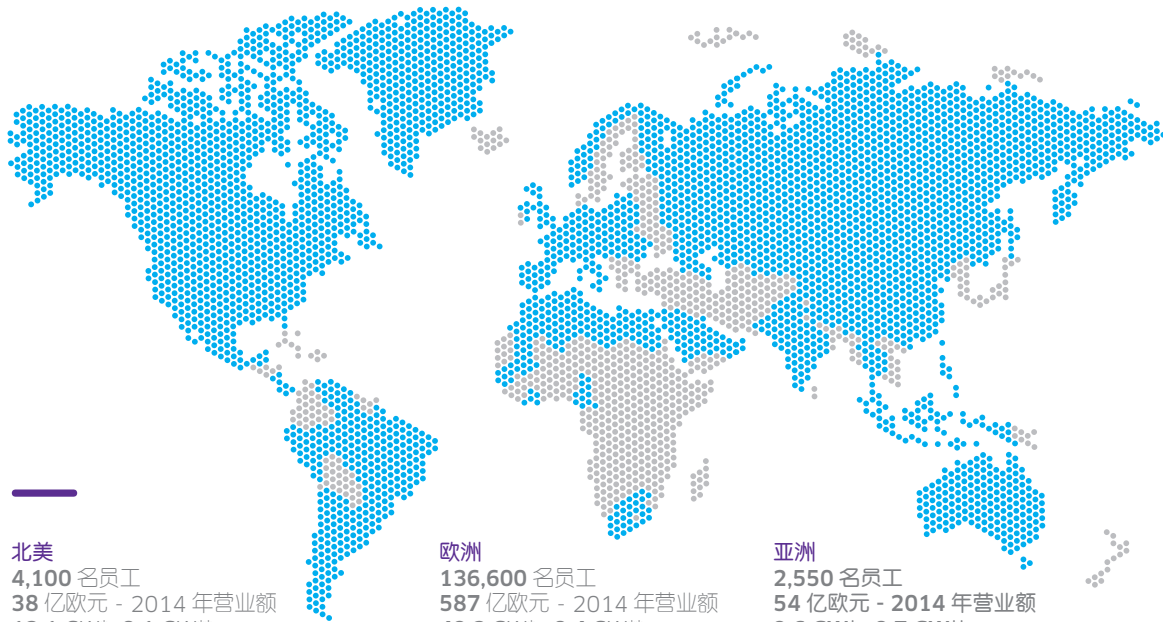 北美
4,100 名员工
38 亿欧元 - 2014 年营业额
欧洲
136,600 名员工
587 亿欧元 - 2014 年营业额
亚洲
2,550 名员工
54 亿欧元 - 2014 年营业额